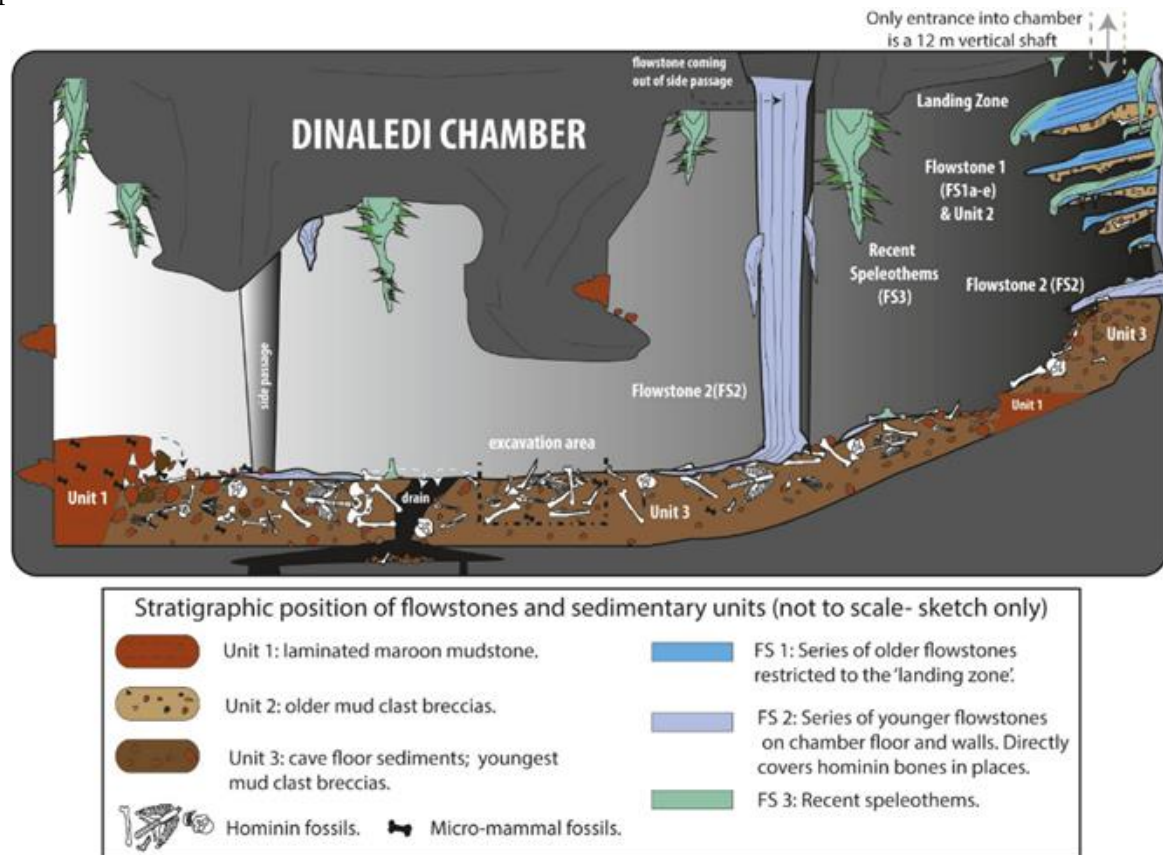 Only entrance into chamber
is a 12 m vertical shaft
flowstone coming
out of side passage
Landing Zone
DINALEDI CHAMBER
Flowstone 1
(FS1a-e)
& Unit 2
Recent
Speleothems
(FS3)
Flowstone 2 (FS2)
Unit 3
side passage
Flowstone 2(FS2)
Unit 1
excavation area
Unit 1
drain
Unit 3
Stratigraphic position of flowstones and sedimentary units (not to scale- sketch only)
Unit 1: laminated maroon mudstone.
Unit 2: older mud clast breccias.
Unit 3: cave floor sediments; youngest
mud clast breccias.
Hominin fossils.
Micro-mammal fossils.
FS 1: Series of older flowstones
restricted to the 'landing zone'.
FS 2: Series of younger flowstones
on chamber floor and walls. Directly
covers hominin bones in places.
FS 3: Recent speleothems.